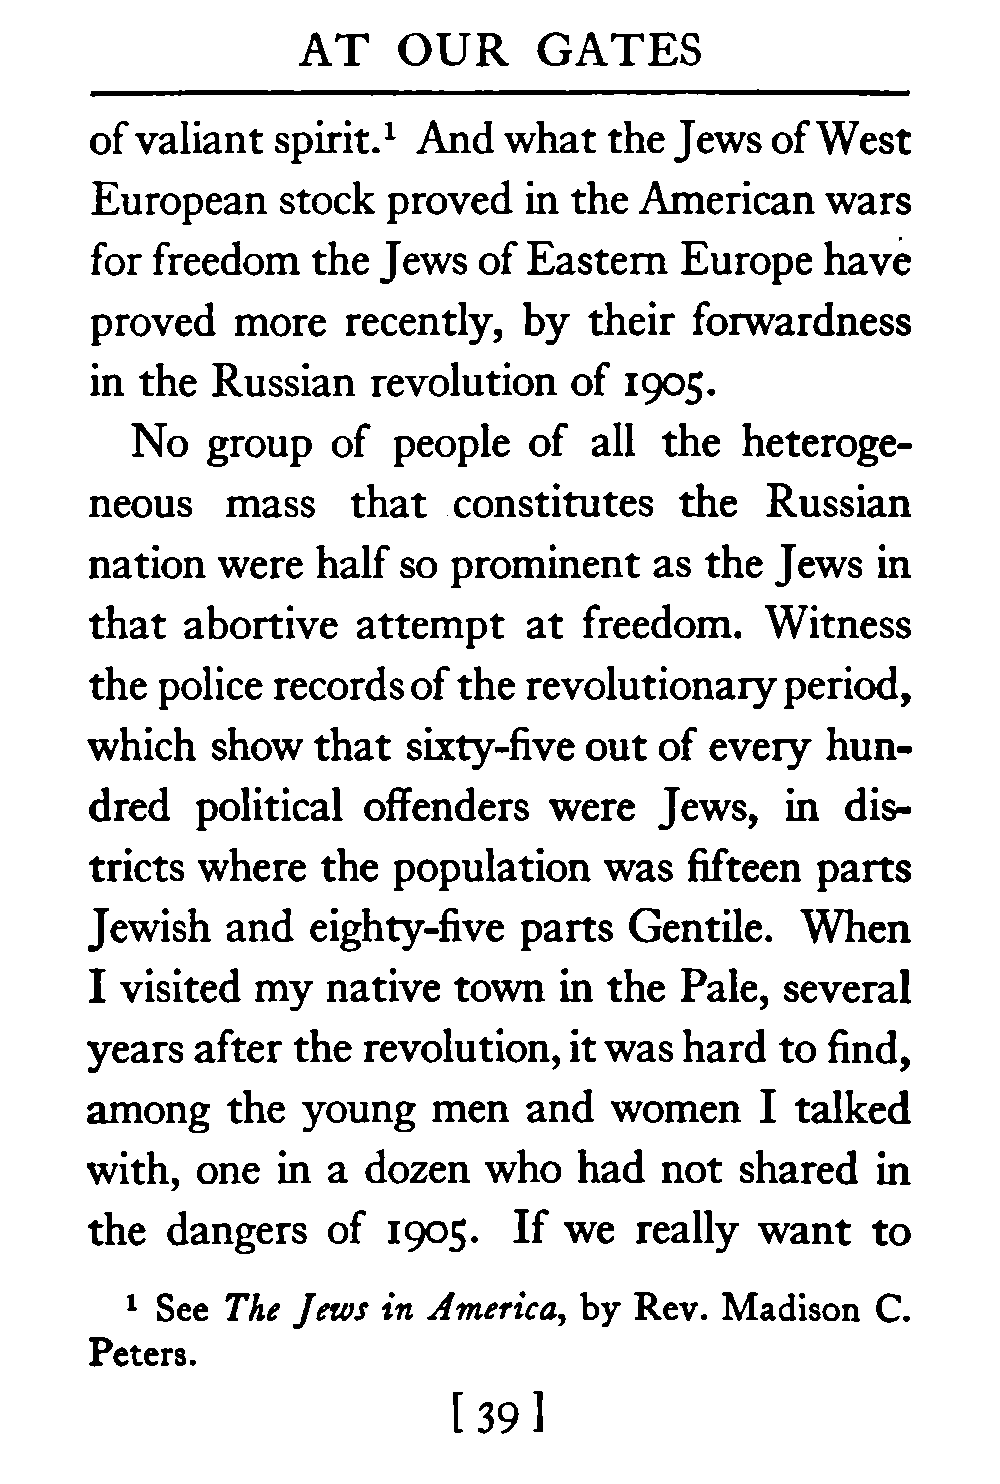 AT OUR GATES
of valiant spirit.¹ And what the Jews of West
European stock proved in the American wars
for freedom the Jews of Eastern Europe have
proved more recently, by their forwardness
in the Russian revolution of 1905.
No group of people of all the heteroge-
neous mass that constitutes the Russian
nation were half so prominent as the Jews in
that abortive attempt at freedom. Witness
the police records of the revolutionary period,
which show that sixty-five out of every hun-
dred political offenders were Jews, in dis-
tricts where the population was fifteen parts
Jewish and eighty-five parts Gentile. When
I visited my native town in the Pale, several
years after the revolution, it was hard to find,
among the young men and women I talked
with, one in a dozen who had not shared in
the dangers of 1905. If we really want to
¹ See The Jews in America, by Rev. Madison C.
Peters.
[ 39 ]